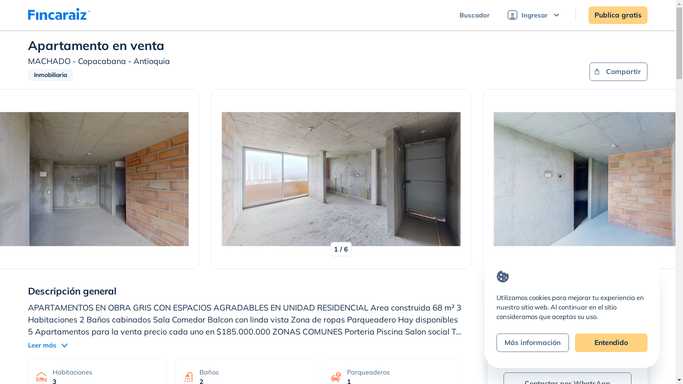 Fincaraiz
Buscador
Ingresar
Publica gratis
Apartamento en venta
MACHADO - Copacabana - Antioquia
Inmobiliaria
Compartir
1 / 6
Descripción general
APARTAMENTOS EN OBRA GRIS CON ESPACIOS AGRADABLES EN UNIDAD RESIDENCIAL Area construida 68 m² 3
Habitaciones 2 Baños cabinados Sala Comedor Balcon con linda vista Zona de ropas Parqueadero Hay disponibles
5 Apartamentos para la venta precio cada uno en $185.000.000 ZONAS COMUNES Porteria Piscina Salon social T...
Leer más
Habitaciones
3
Baños
2
Parqueaderos
1
Utilizamos cookies para mejorar tu experiencia en
nuestro sitio web. Al continuar en el sitio
consideramos que aceptas su uso.
Más información
Entendido
Contactar por WhatsApp